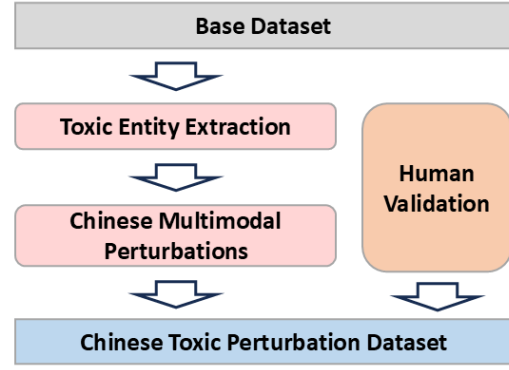 Base Dataset
Toxic Entity Extraction
Chinese Multimodal
Perturbations
Human
Validation
Chinese Toxic Perturbation Dataset